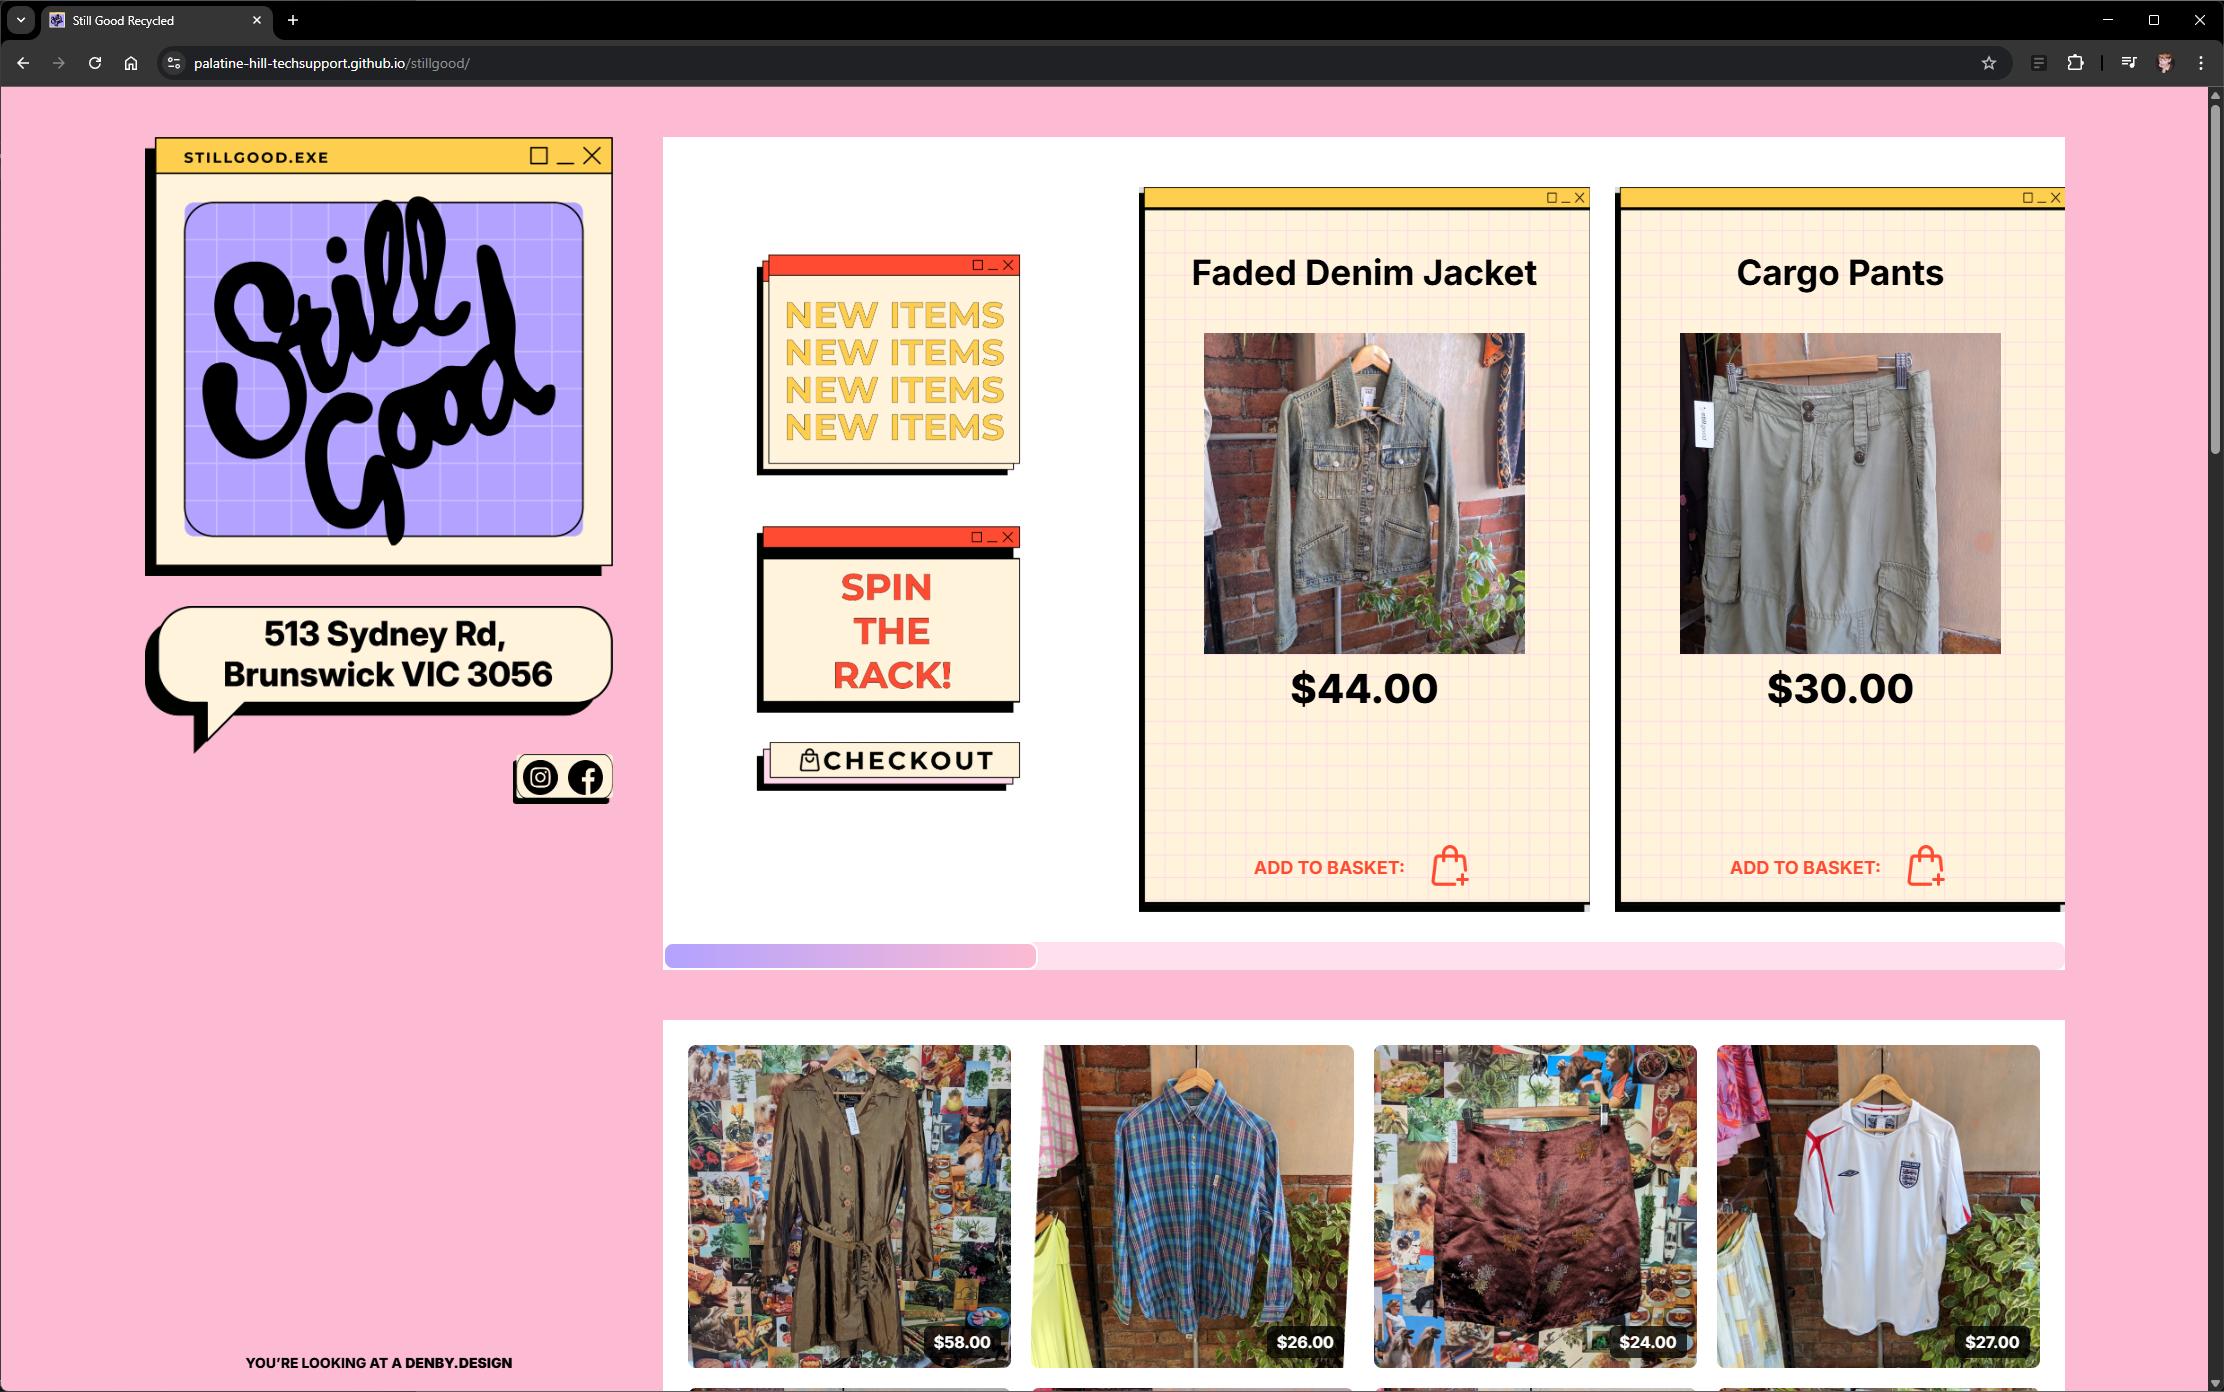 Still Good Recycled
palatine-hill-techsupport.github.io/stillgood/
STILLGOOD.EXE
Still
Good
513 Sydney Rd,
Brunswick VIC 3056
YOU'RE LOOKING AT A DENBY.DESIGN
NEW ITEMS
NEW ITEMS
NEW ITEMS
NEW ITEMS
SPIN
THE
RACK!
CHECKOUT
Faded Denim Jacket
$44.00
ADD TO BASKET:
Cargo Pants
$30.00
ADD TO BASKET:
$58.00
$26.00
$24.00
$27.00